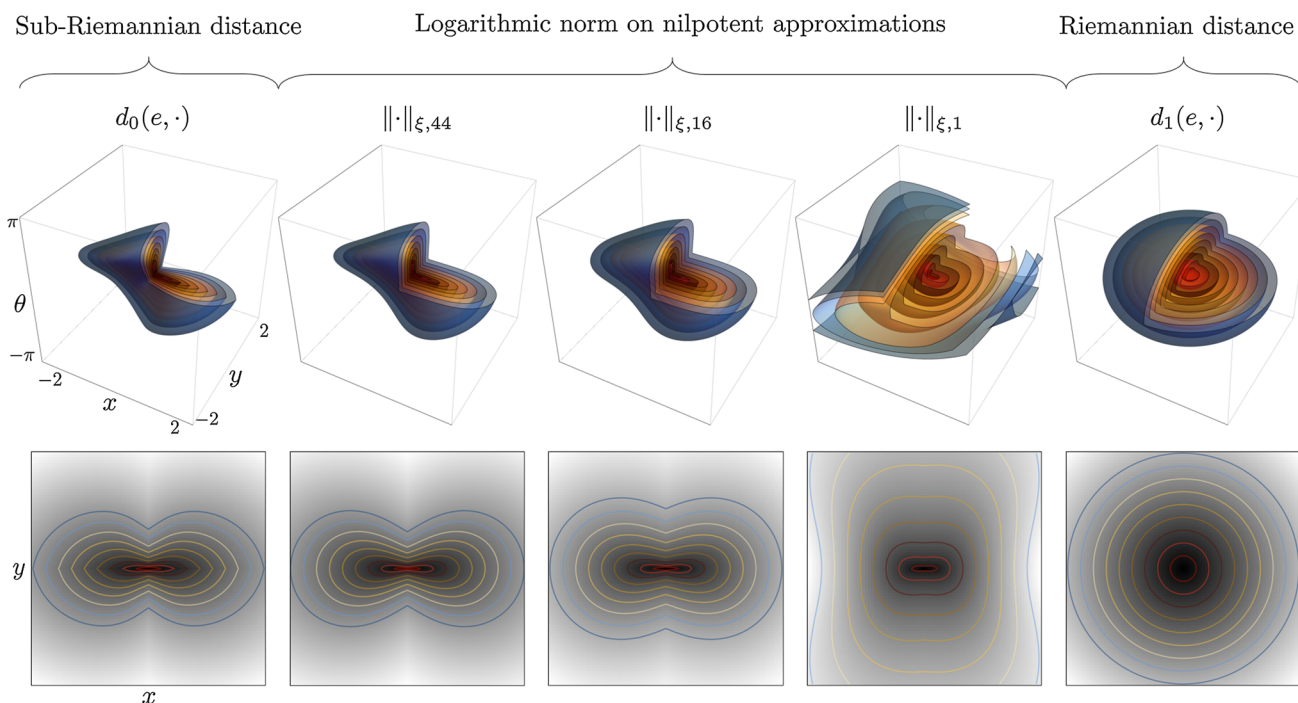 Sub-Riemannian distance
Logarithmic norm on nilpotent approximations
Riemannian distance
d₀(e, ·)
‖·‖ξ,44
‖·‖ξ,16
‖·‖ξ,1
d₁(e, ·)
π
θ
−π
−2
x
2
−2
y
2
y
x